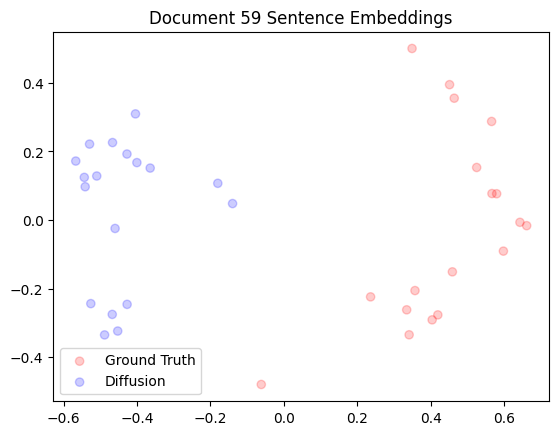 Document 59 Sentence Embeddings
0.4
0.2
0.0
−0.2
−0.4
Ground Truth
Diffusion
−0.6 −0.4 −0.2 0.0 0.2 0.4 0.6